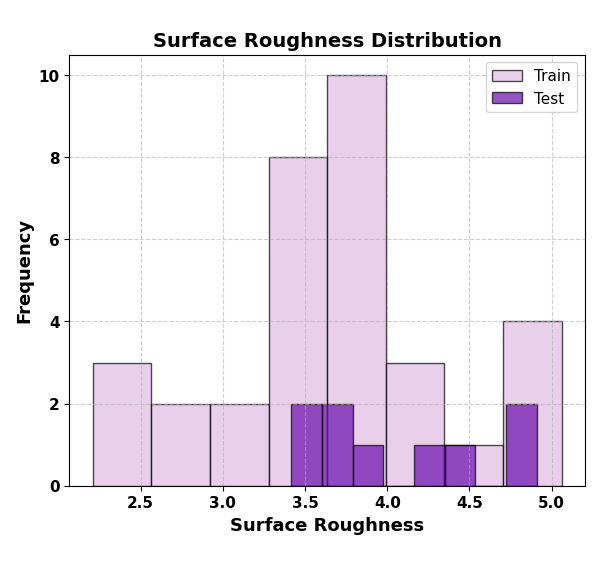 Surface Roughness Distribution
Train
Test
Frequency
10
8
6
4
2
0
2.5 3.0 3.5 4.0 4.5 5.0
Surface Roughness